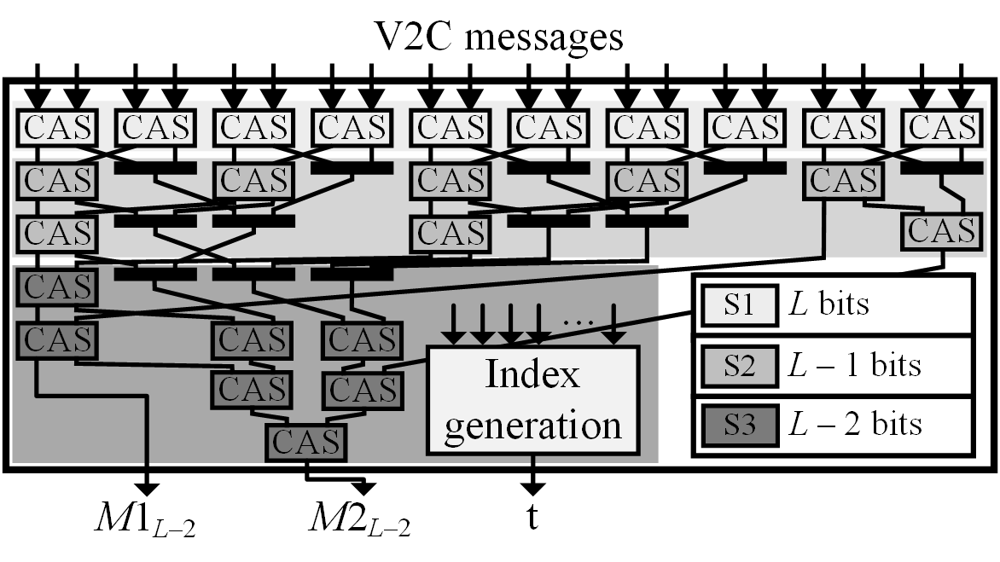 V2C messages
CAS CAS CAS CAS CAS CAS CAS CAS CAS CAS
CAS CAS CAS CAS CAS
CAS CAS CAS
CAS
CAS CAS CAS
CAS CAS
CAS
...
Index
generation
S1 L bits
S2 L – 1 bits
S3 L – 2 bits
M1L–2 M2L–2 t